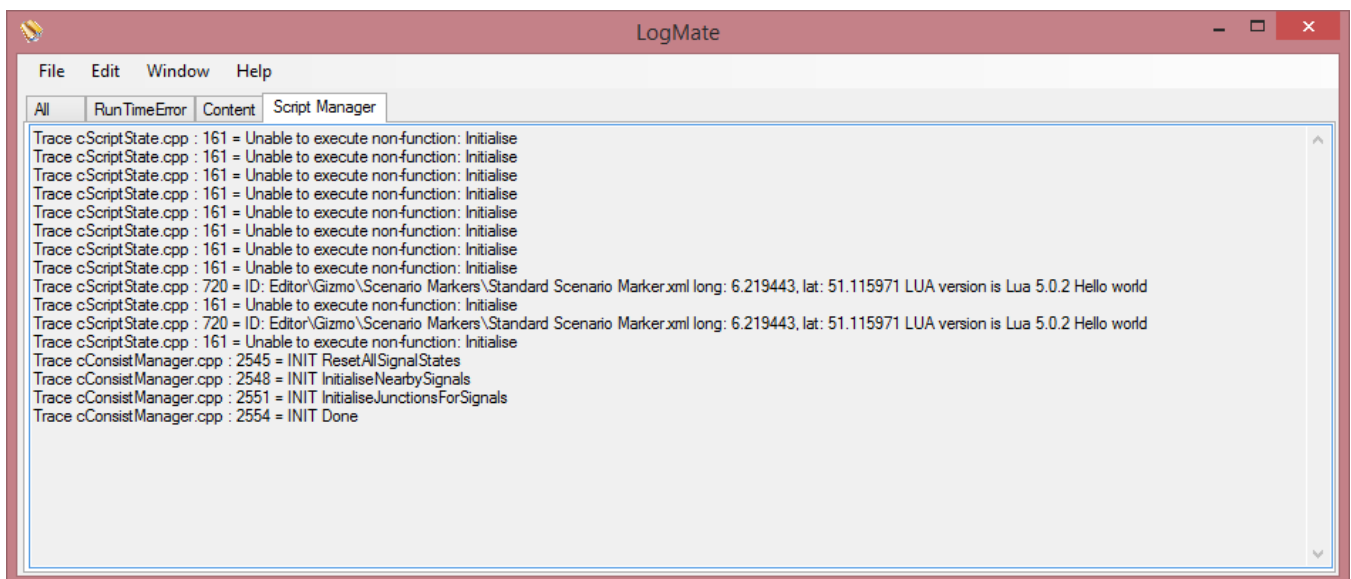 LogMate
File Edit Window Help
All RunTimeError Content Script Manager
Trace cScriptState.cpp : 161 = Unable to execute non-function: Initialise
Trace cScriptState.cpp : 161 = Unable to execute non-function: Initialise
Trace cScriptState.cpp : 161 = Unable to execute non-function: Initialise
Trace cScriptState.cpp : 161 = Unable to execute non-function: Initialise
Trace cScriptState.cpp : 161 = Unable to execute non-function: Initialise
Trace cScriptState.cpp : 161 = Unable to execute non-function: Initialise
Trace cScriptState.cpp : 161 = Unable to execute non-function: Initialise
Trace cScriptState.cpp : 161 = Unable to execute non-function: Initialise
Trace cScriptState.cpp : 720 = ID: Editor\Gizmo\Scenario Markers\Standard Scenario Marker.xml long: 6.219443, lat: 51.115971 LUA version is Lua 5.0.2 Hello world
Trace cScriptState.cpp : 161 = Unable to execute non-function: Initialise
Trace cScriptState.cpp : 720 = ID: Editor\Gizmo\Scenario Markers\Standard Scenario Marker.xml long: 6.219443, lat: 51.115971 LUA version is Lua 5.0.2 Hello world
Trace cScriptState.cpp : 161 = Unable to execute non-function: Initialise
Trace cConsistManager.cpp : 2545 = INIT ResetAllSignalStates
Trace cConsistManager.cpp : 2548 = INIT InitialiseNearbySignals
Trace cConsistManager.cpp : 2551 = INIT InitialiseJunctionsForSignals
Trace cConsistManager.cpp : 2554 = INIT Done